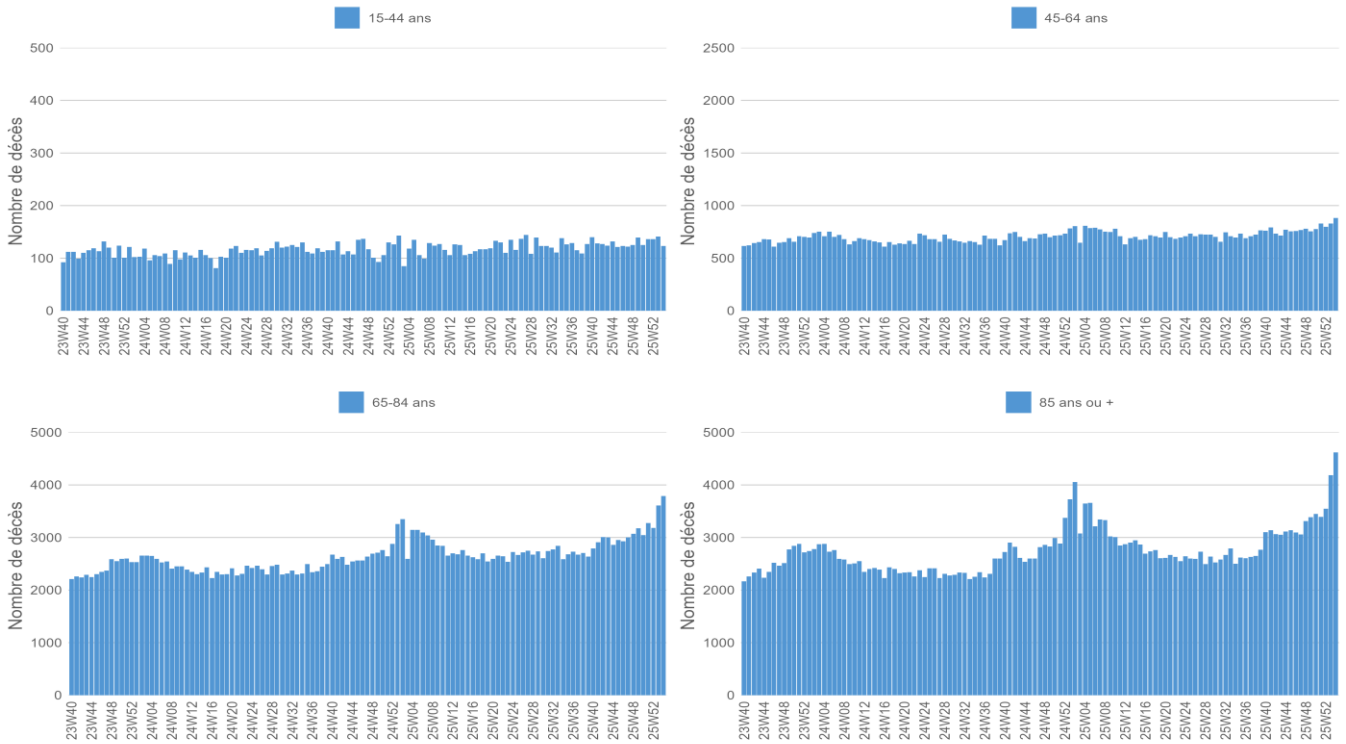 15-44 ans
Nombre de décès
500
400
300
200
100
0
23W40 23W44 23W48 23W52 24W04 24W08 24W12 24W16 24W20 24W24 24W28 24W32 24W36 24W40 24W44 24W48 24W52 25W04 25W08 25W12 25W16 25W20 25W24 25W28 25W32 25W36 25W40 25W44 25W48 25W52
45-64 ans
Nombre de décès
2500
2000
1500
1000
500
0
23W40 23W44 23W48 23W52 24W04 24W08 24W12 24W16 24W20 24W24 24W28 24W32 24W36 24W40 24W44 24W48 24W52 25W04 25W08 25W12 25W16 25W20 25W24 25W28 25W32 25W36 25W40 25W44 25W48 25W52
65-84 ans
Nombre de décès
5000
4000
3000
2000
1000
0
23W40 23W44 23W48 23W52 24W04 24W08 24W12 24W16 24W20 24W24 24W28 24W32 24W36 24W40 24W44 24W48 24W52 25W04 25W08 25W12 25W16 25W20 25W24 25W28 25W32 25W36 25W40 25W44 25W48 25W52
85 ans ou +
Nombre de décès
5000
4000
3000
2000
1000
0
23W40 23W44 23W48 23W52 24W04 24W08 24W12 24W16 24W20 24W24 24W28 24W32 24W36 24W40 24W44 24W48 24W52 25W04 25W08 25W12 25W16 25W20 25W24 25W28 25W32 25W36 25W40 25W44 25W48 25W52